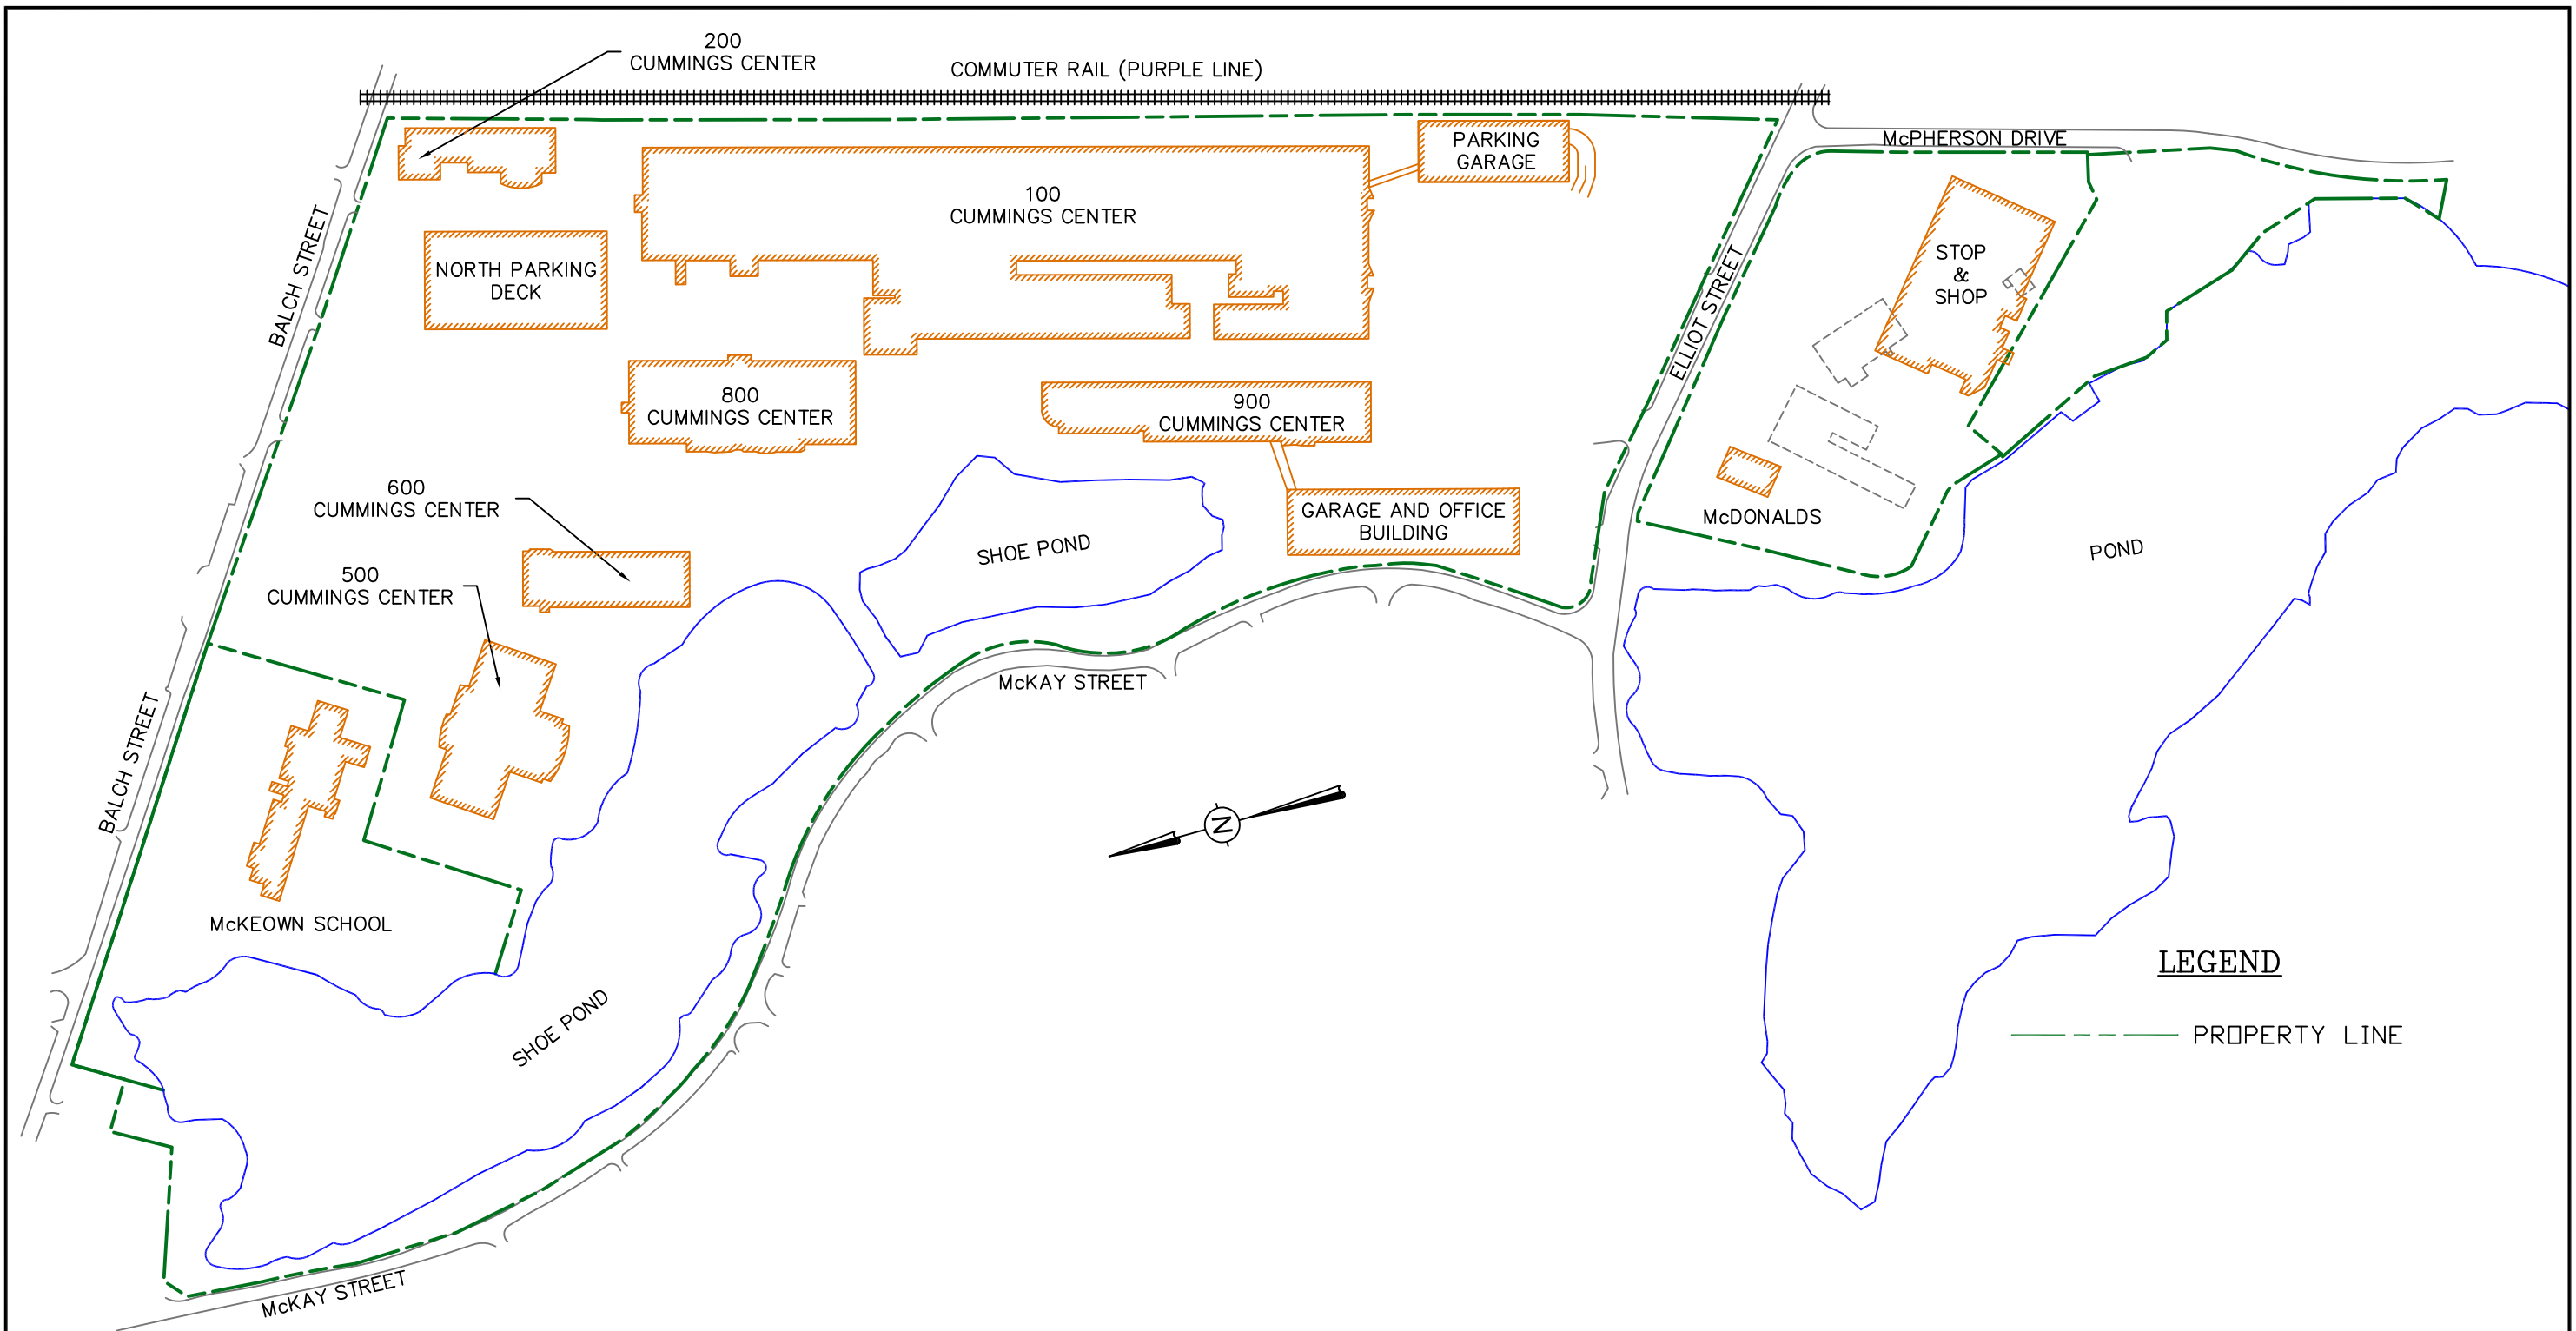 200
CUMMINGS CENTER
COMMUTER RAIL (PURPLE LINE)
PARKING
GARAGE
McPHERSON DRIVE
100
CUMMINGS CENTER
BALCH STREET
NORTH PARKING
DECK
STOP
&
SHOP
ELLIOT STREET
800
CUMMINGS CENTER
900
CUMMINGS CENTER
600
CUMMINGS CENTER
GARAGE AND OFFICE
BUILDING
McDONALDS
SHOE POND
POND
500
CUMMINGS CENTER
McKAY STREET
BALCH STREET
N
McKEOWN SCHOOL
LEGEND
SHOE POND
PROPERTY LINE
McKAY STREET